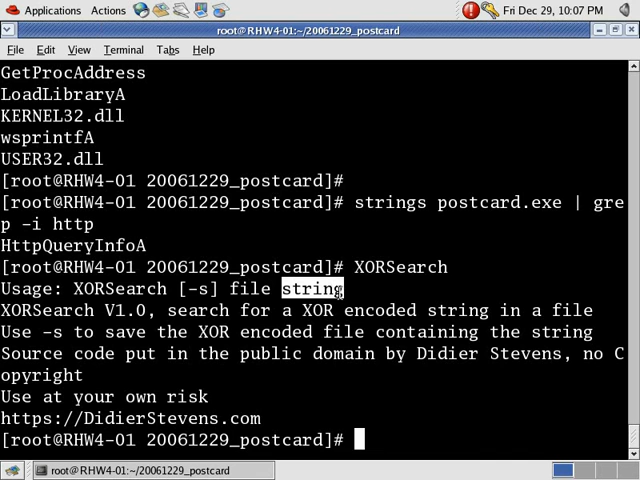 Applications Actions Fri Dec 29, 10:07 PM
root@RHW4-01:~/20061229_postcard
File Edit View Terminal Tabs Help
GetProcAddress
LoadLibraryA
KERNEL32.dll
wsprintfA
USER32.dll
[root@RHW4-01 20061229_postcard]#
[root@RHW4-01 20061229_postcard]# strings postcard.exe | gre
p -i http
HttpQueryInfoA
[root@RHW4-01 20061229_postcard]# XORSearch
Usage: XORSearch [-s] file string
XORSearch V1.0, search for a XOR encoded string in a file
Use -s to save the XOR encoded file containing the string
Source code put in the public domain by Didier Stevens, no C
opyright
Use at your own risk
https://DidierStevens.com
[root@RHW4-01 20061229_postcard]#
root@RHW4-01:~/20061229_postcard